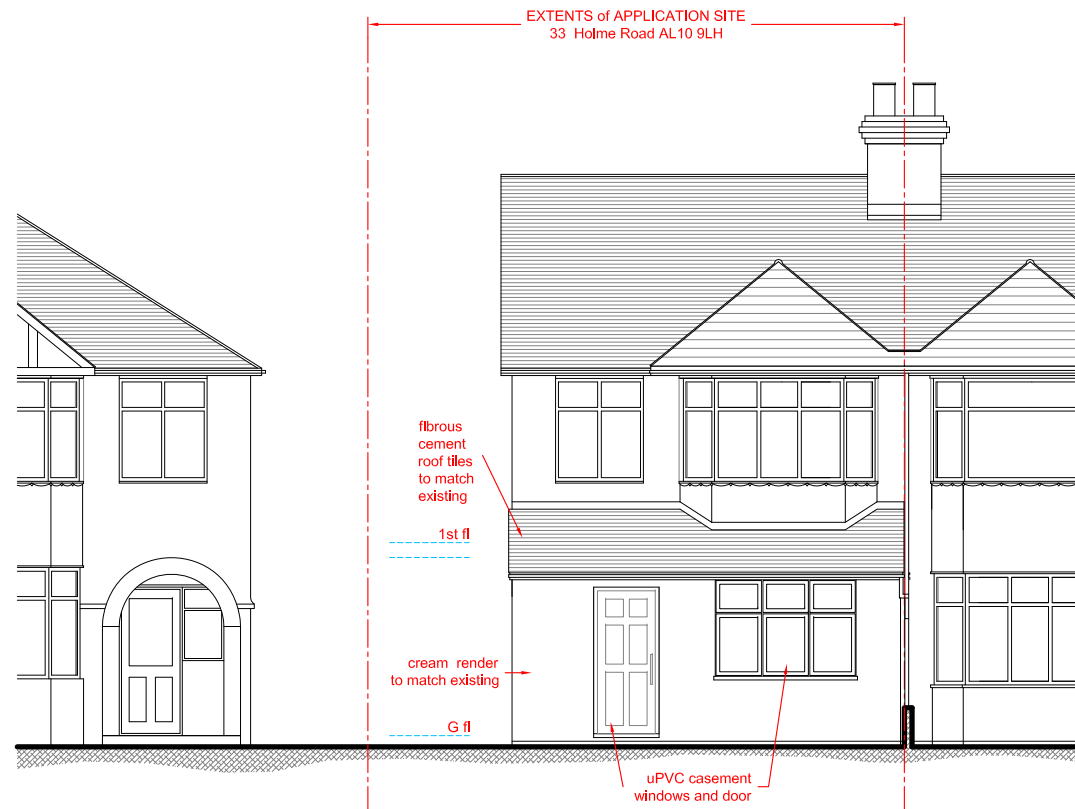 EXTENTS of APPLICATION SITE
33 Holme Road AL10 9LH
fibrous
cement
roof tiles
to match
existing
1st fl
cream render
to match existing
G fl
uPVC casement
windows and door